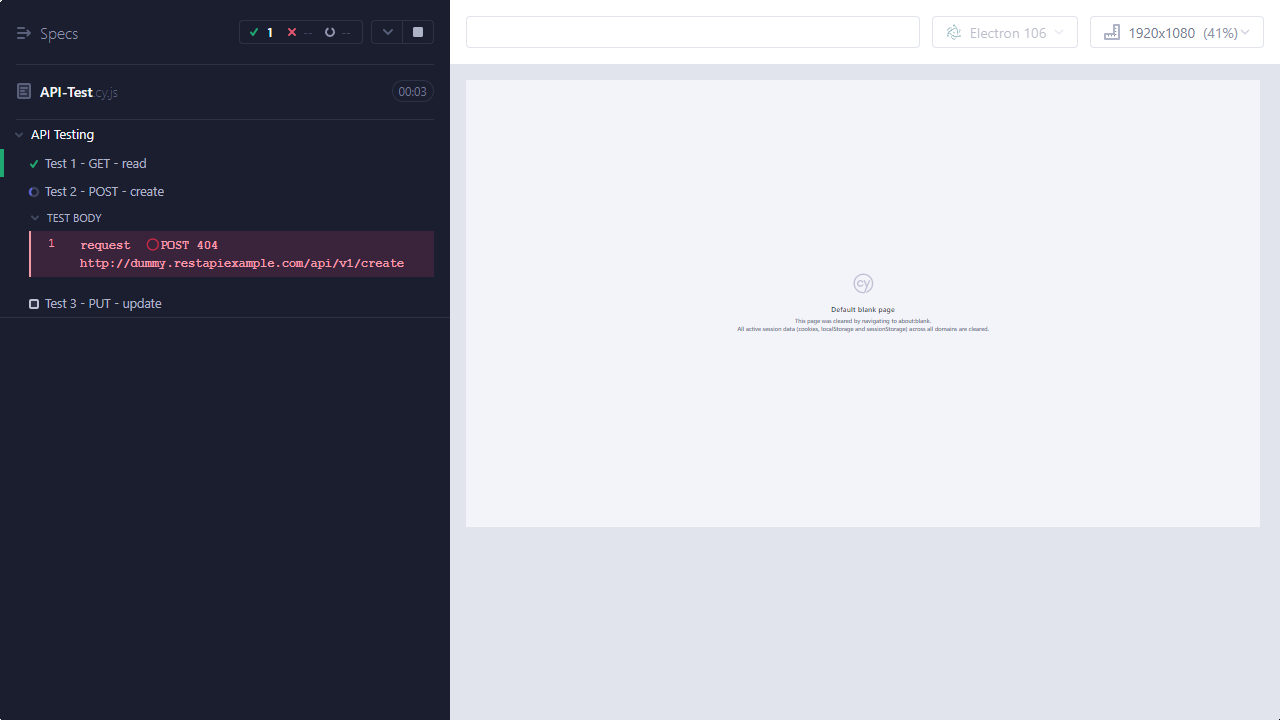 Specs
1 -- --
API-Test cy.js
00:03
API Testing
Test 1 - GET - read
Test 2 - POST - create
TEST BODY
1 request POST 404
http://dummy.restapiexample.com/api/v1/create
Test 3 - PUT - update
Electron 106
1920x1080 (41%)
cy
Default blank page
This page was cleared by navigating to about:blank.
All active session data (cookies, localStorage and sessionStorage) across all domains are cleared.